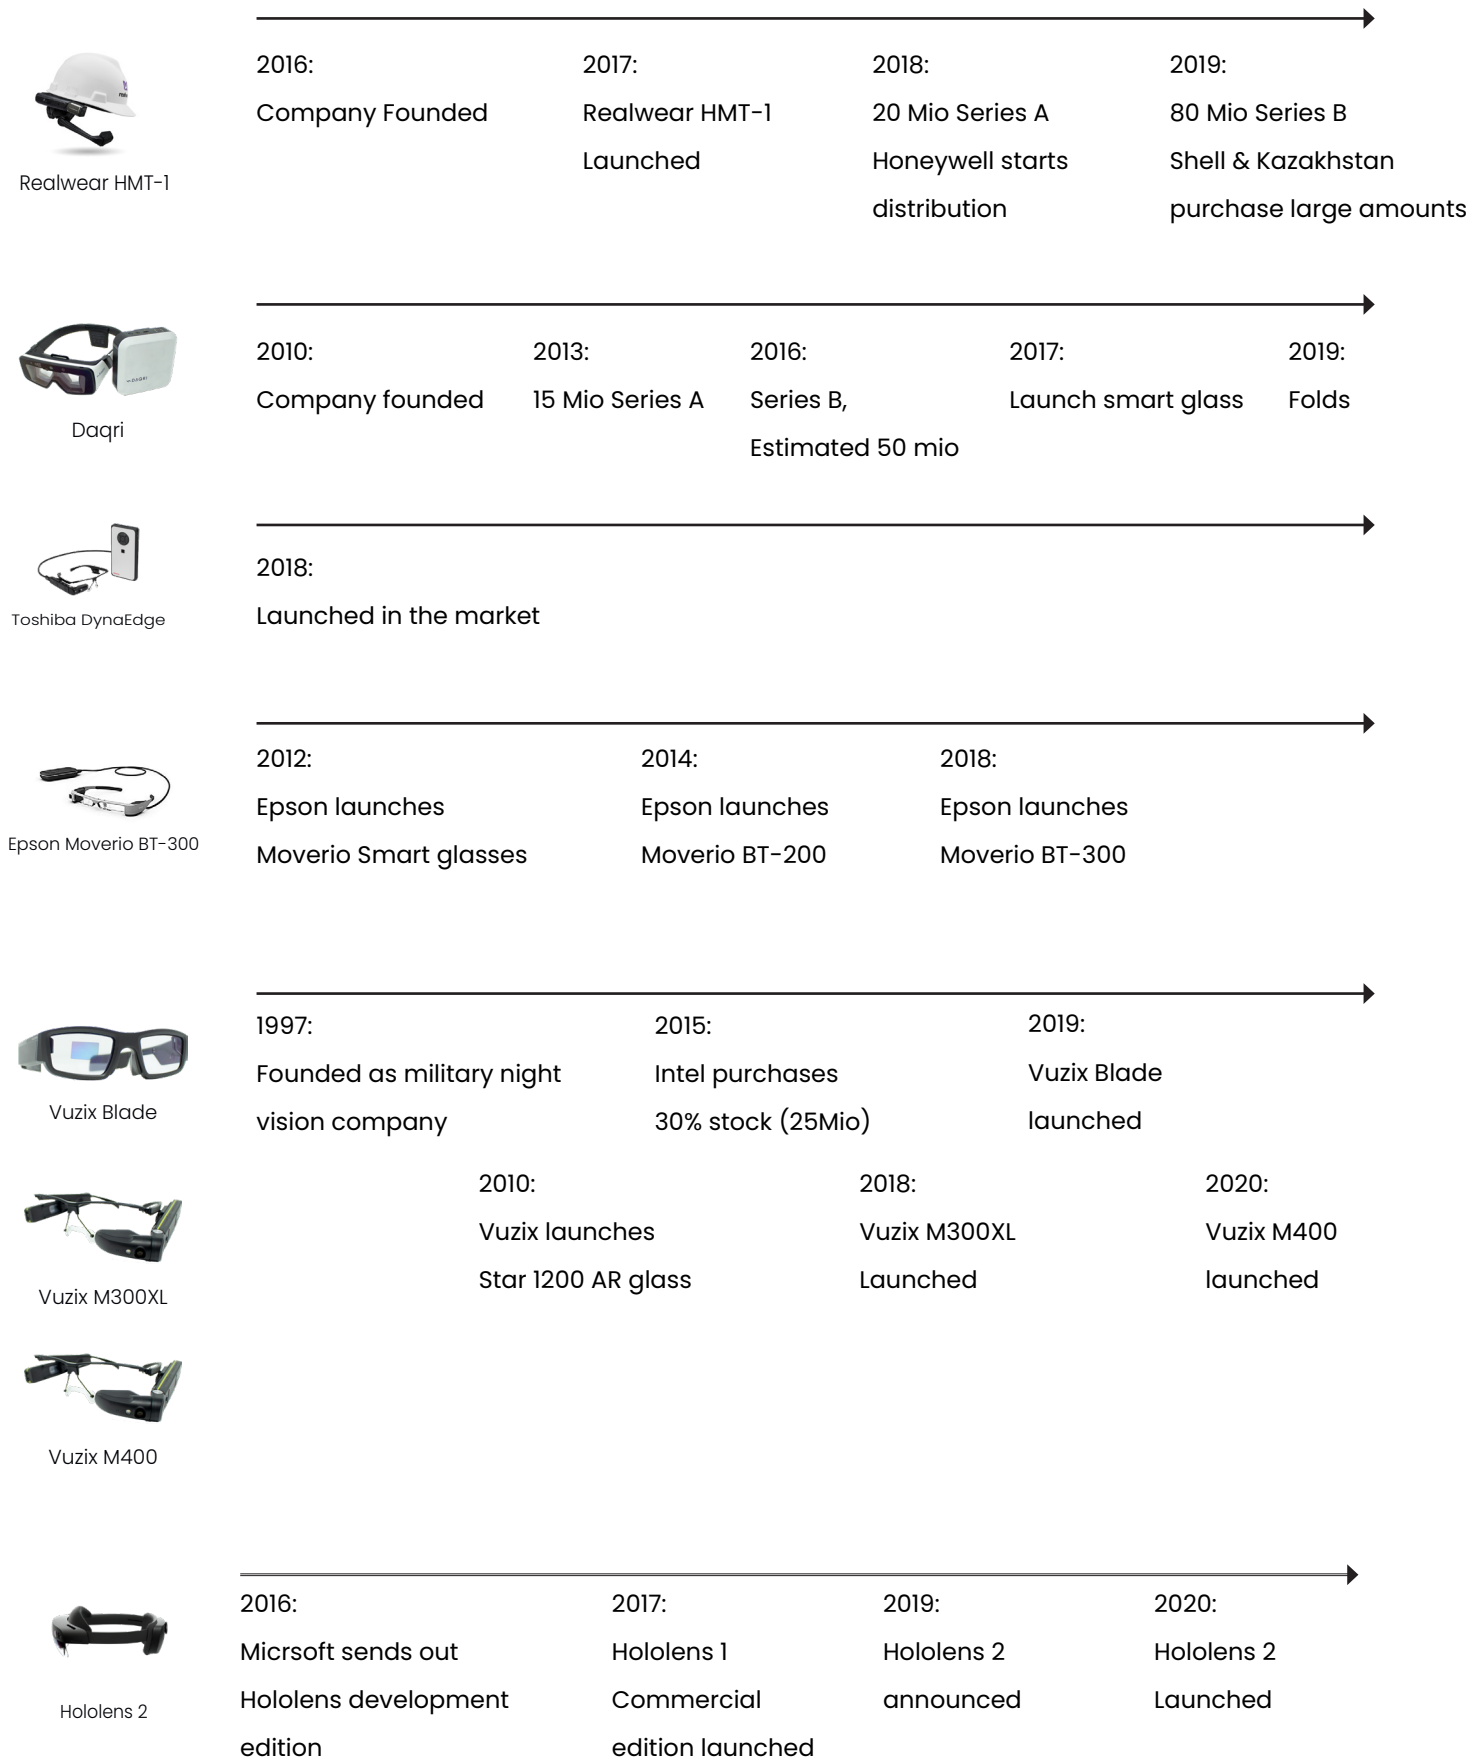 2016:
Company Founded
2017:
Realwear HMT-1
Launched
2018:
20 Mio Series A
Honeywell starts
distribution
2019:
80 Mio Series B
Shell & Kazakhstan
purchase large amounts
Realwear HMT-1
2010:
Company founded
2013:
15 Mio Series A
2016:
Series B,
Estimated 50 mio
2017:
Launch smart glass
2019:
Folds
DAQRI
Daqri
2018:
Launched in the market
Toshiba DynaEdge
2012:
Epson launches
Moverio Smart glasses
2014:
Epson launches
Moverio BT-200
2018:
Epson launches
Moverio BT-300
Epson Moverio BT-300
1997:
Founded as military night
vision company
2015:
Intel purchases
30% stock (25Mio)
2019:
Vuzix Blade
launched
Vuzix Blade
2010:
Vuzix launches
Star 1200 AR glass
2018:
Vuzix M300XL
Launched
2020:
Vuzix M400
launched
Vuzix M300XL
Vuzix M400
2016:
Micrsoft sends out
Hololens development
edition
2017:
Hololens 1
Commercial
edition launched
2019:
Hololens 2
announced
2020:
Hololens 2
Launched
Hololens 2